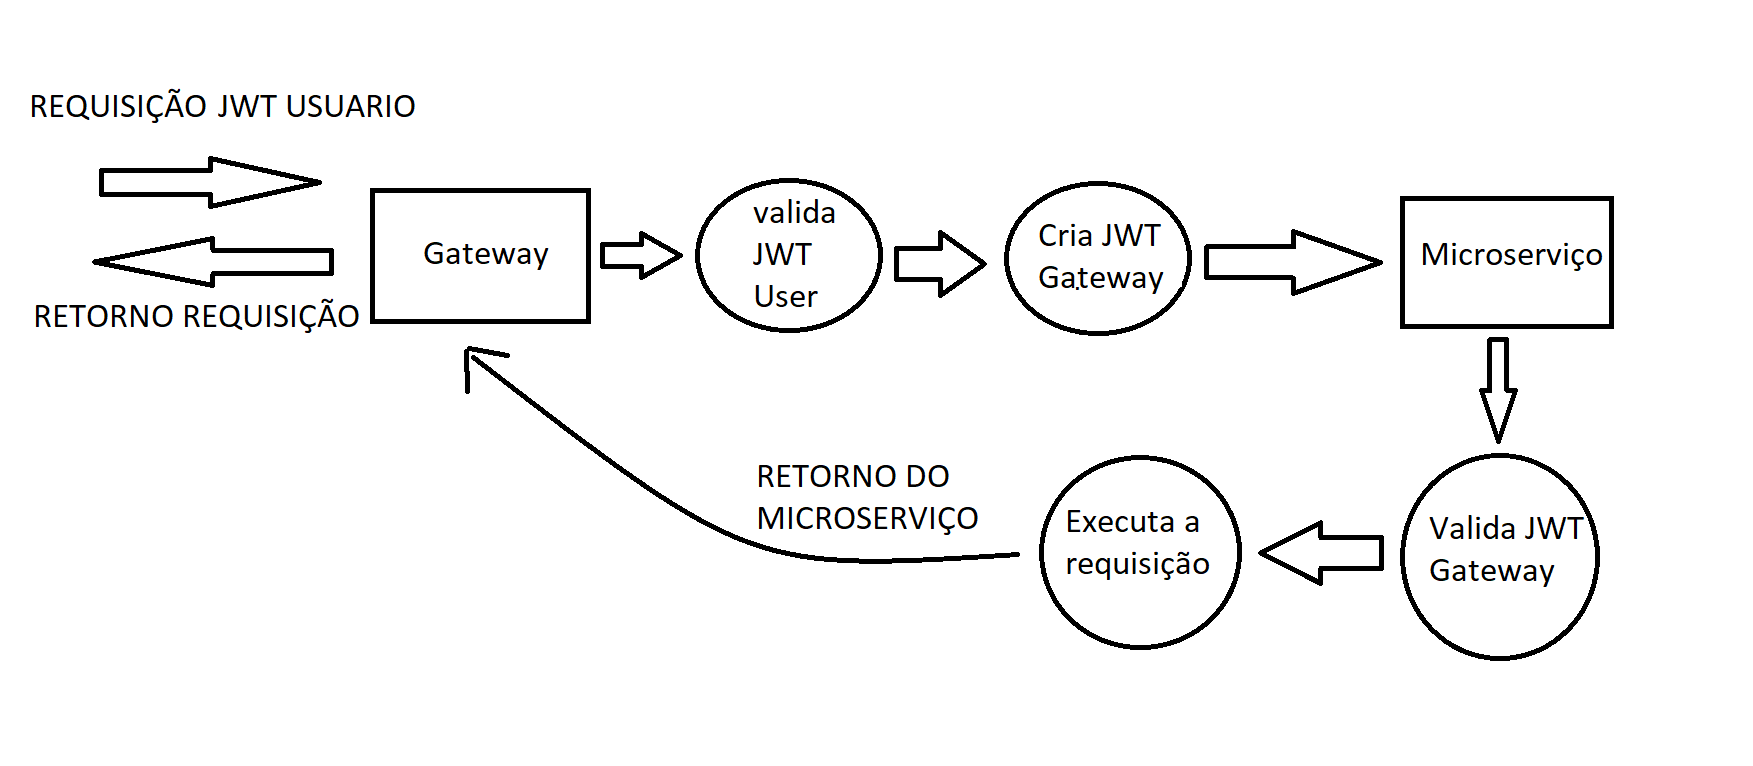 REQUISIÇÃO JWT USUARIO
RETORNO REQUISIÇÃO
Gateway
valida
JWT
User
Cria JWT
Gateway
Microserviço
Valida JWT
Gateway
Executa a
requisição
RETORNO DO
MICROSERVIÇO